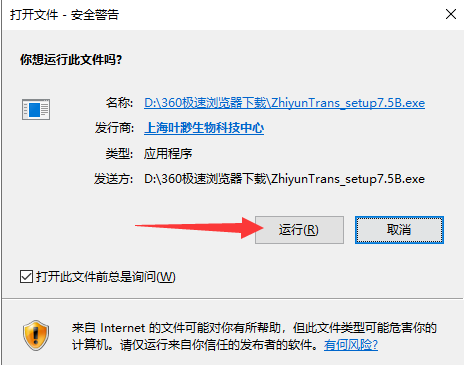 打开文件 - 安全警告
你想运行此文件吗?
名称: D:\360极速浏览器下载\ZhiyunTrans_setup7.5B.exe
发行商: 上海叶渺生物科技中心
类型: 应用程序
发送方: D:\360极速浏览器下载\ZhiyunTrans_setup7.5B.exe
运行(R) 取消
打开此文件前总是询问(W)
来自 Internet 的文件可能对你有所帮助，但此文件类型可能危害你的
计算机。请仅运行来自你信任的发布者的软件。有何风险?